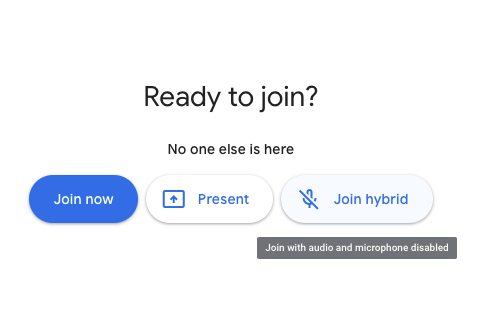 Ready to join?
No one else is here
Join now
Present
Join hybrid
Join with audio and microphone disabled